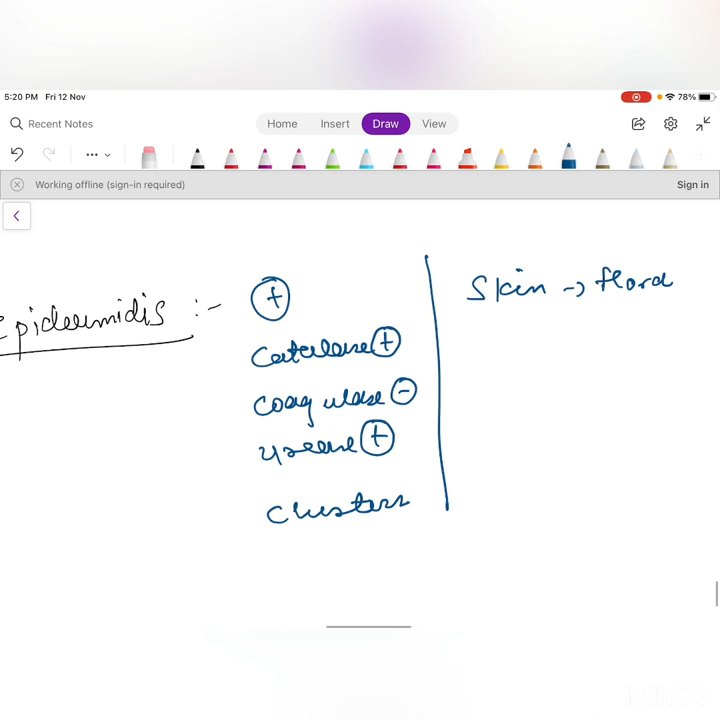 5:20 PM Fri 12 Nov
78%
Recent Notes
Home Insert Draw View
Working offline (sign-in required)
Sign in
epidermidis :-
+
Catalase +
Coagulase -
urease +
Clusters
Skin → flora